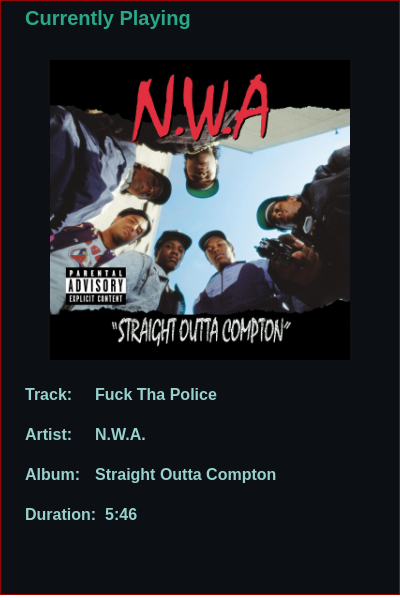 Currently Playing
N.W.A
PARENTAL
ADVISORY
EXPLICIT CONTENT
"STRAIGHT OUTTA COMPTON"
Track: Fuck Tha Police
Artist: N.W.A.
Album: Straight Outta Compton
Duration: 5:46